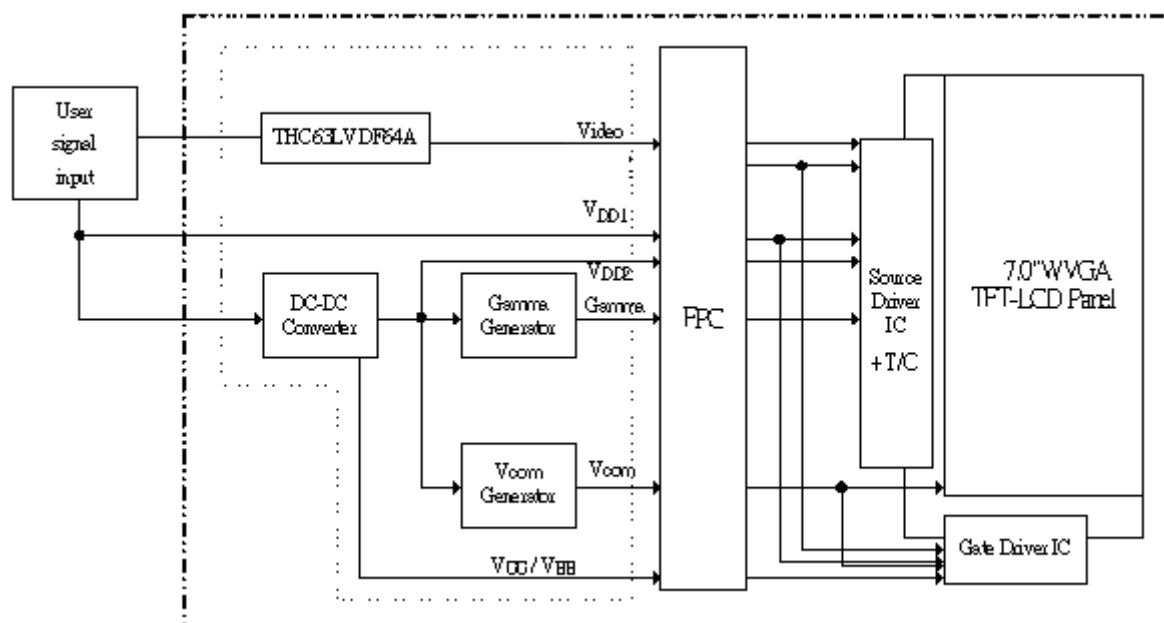 User
signal
input
THC63LVDF64A
Video
VDD1
VDD2
DC-DC
Converter
Gamma
Generator
Gamma
FPC
Source
Driver
IC
+T/C
7.0"WVGA
TFT-LCD Panel
Vcom
Generator
Vcom
VGG / VEE
Gate Driver IC